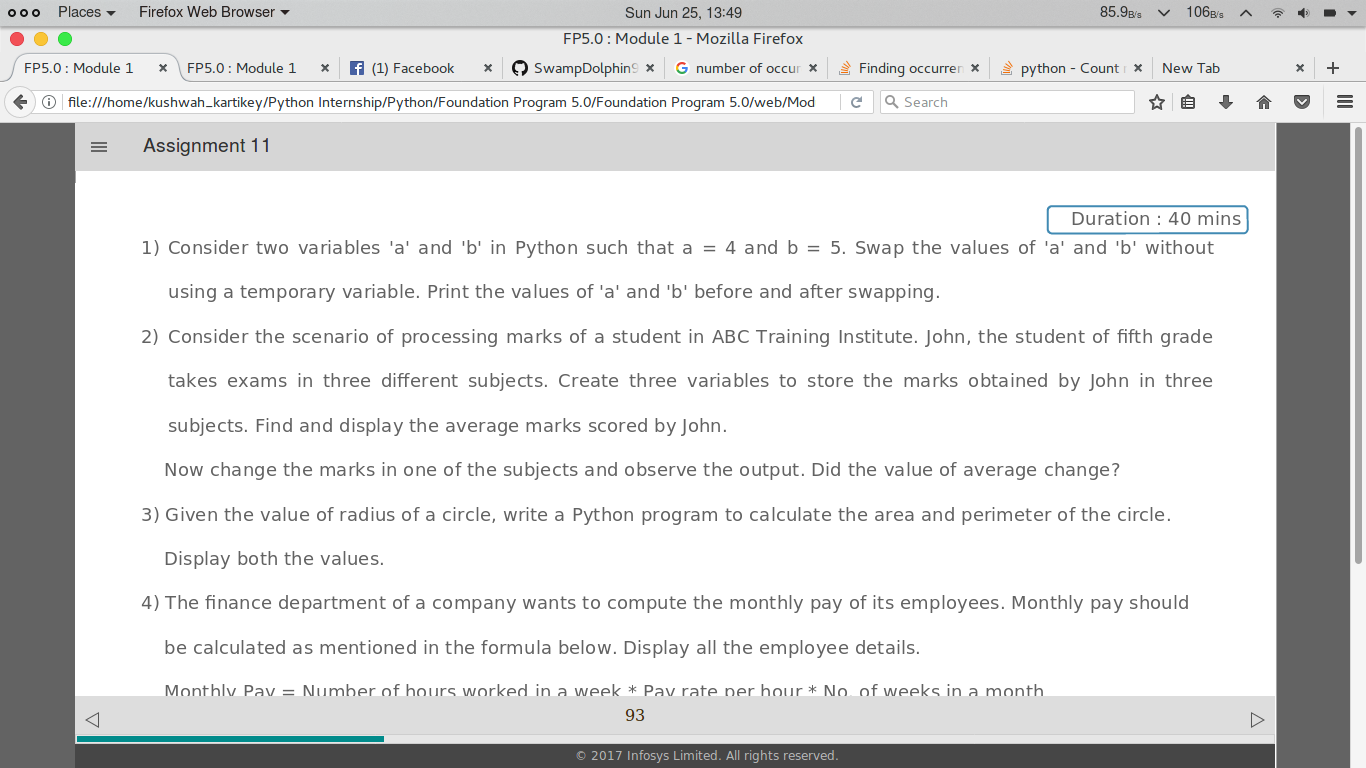 Places Firefox Web Browser Sun Jun 25, 13:49 85.9B/s 106B/s
FP5.0 : Module 1 - Mozilla Firefox
FP5.0 : Module 1 FP5.0 : Module 1 (1) Facebook SwampDolphin9 number of occur Finding occurren python - Count New Tab
file:///home/kushwah_kartikey/Python Internship/Python/Foundation Program 5.0/Foundation Program 5.0/web/Mod Search
Assignment 11
Duration : 40 mins
1) Consider two variables 'a' and 'b' in Python such that a = 4 and b = 5. Swap the values of 'a' and 'b' without
using a temporary variable. Print the values of 'a' and 'b' before and after swapping.
2) Consider the scenario of processing marks of a student in ABC Training Institute. John, the student of fifth grade
takes exams in three different subjects. Create three variables to store the marks obtained by John in three
subjects. Find and display the average marks scored by John.
Now change the marks in one of the subjects and observe the output. Did the value of average change?
3) Given the value of radius of a circle, write a Python program to calculate the area and perimeter of the circle.
Display both the values.
4) The finance department of a company wants to compute the monthly pay of its employees. Monthly pay should
be calculated as mentioned in the formula below. Display all the employee details.
Monthly Pay = Number of hours worked in a week * Pay rate per hour * No. of weeks in a month
93
© 2017 Infosys Limited. All rights reserved.